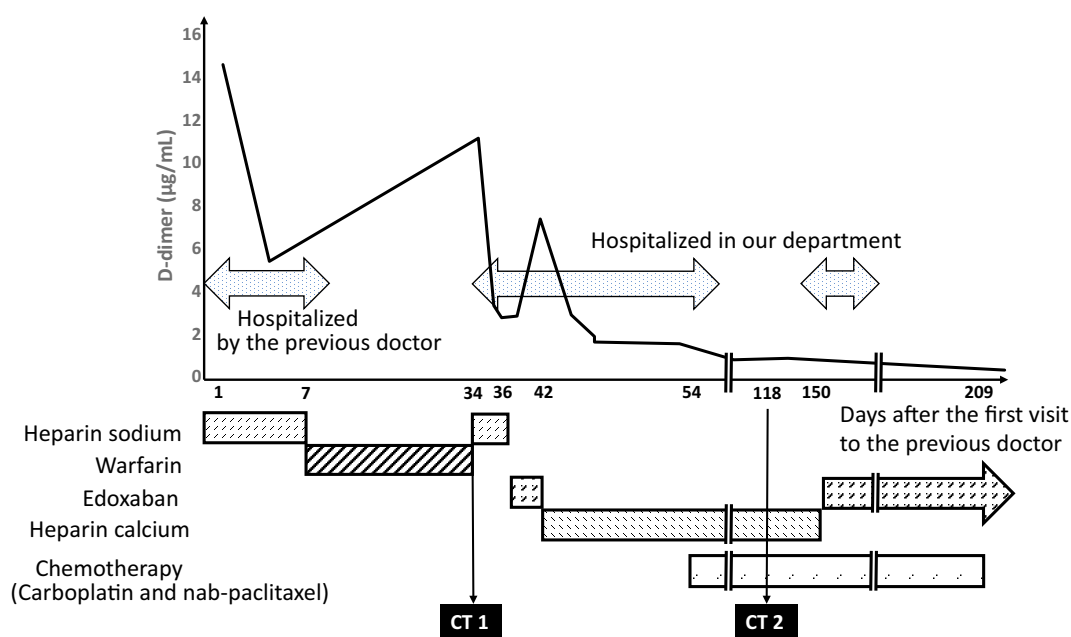 16
14
12
10
8
6
4
2
0
D-dimer (µg/mL)
Hospitalized in our department
Hospitalized
by the previous doctor
1 7 34 36 42 54 118 150 209
Days after the first visit
to the previous doctor
Heparin sodium
Warfarin
Edoxaban
Heparin calcium
Chemotherapy
(Carboplatin and nab-paclitaxel)
CT 1 CT 2